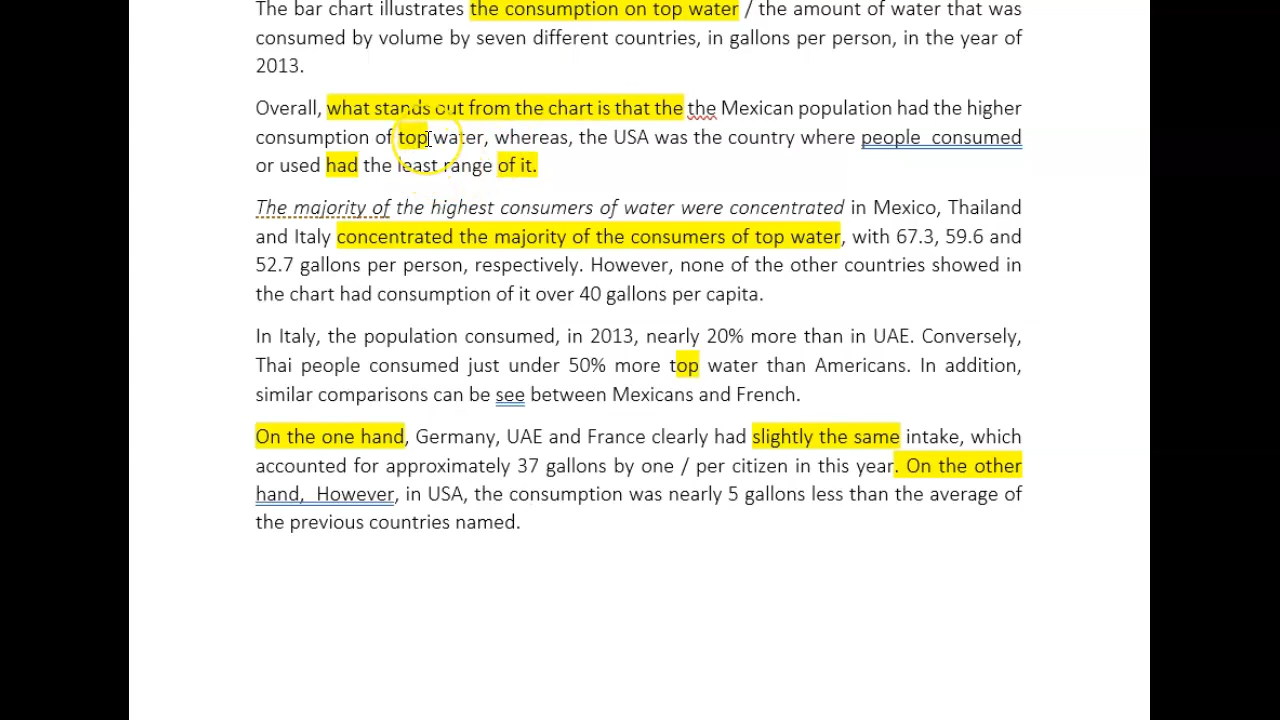 The bar chart illustrates the consumption on top water / the amount of water that was
consumed by volume by seven different countries, in gallons per person, in the year of
2013.
Overall, what stands out from the chart is that the the Mexican population had the higher
consumption of top water, whereas, the USA was the country where people  consumed
or used had the least range of it.
The majority of the highest consumers of water were concentrated in Mexico, Thailand
and Italy concentrated the majority of the consumers of top water, with 67.3, 59.6 and
52.7 gallons per person, respectively. However, none of the other countries showed in
the chart had consumption of it over 40 gallons per capita.
In Italy, the population consumed, in 2013, nearly 20% more than in UAE. Conversely,
Thai people consumed just under 50% more top water than Americans. In addition,
similar comparisons can be see between Mexicans and French.
On the one hand, Germany, UAE and France clearly had slightly the same intake, which
accounted for approximately 37 gallons by one / per citizen in this year. On the other
hand,  However, in USA, the consumption was nearly 5 gallons less than the average of
the previous countries named.